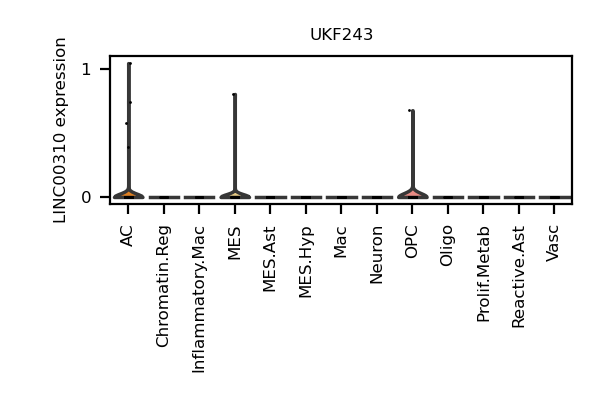 UKF243
LINC00310 expression
1
0
AC
Chromatin.Reg
Inflammatory.Mac
MES
MES.Ast
MES.Hyp
Mac
Neuron
OPC
Oligo
Prolif.Metab
Reactive.Ast
Vasc